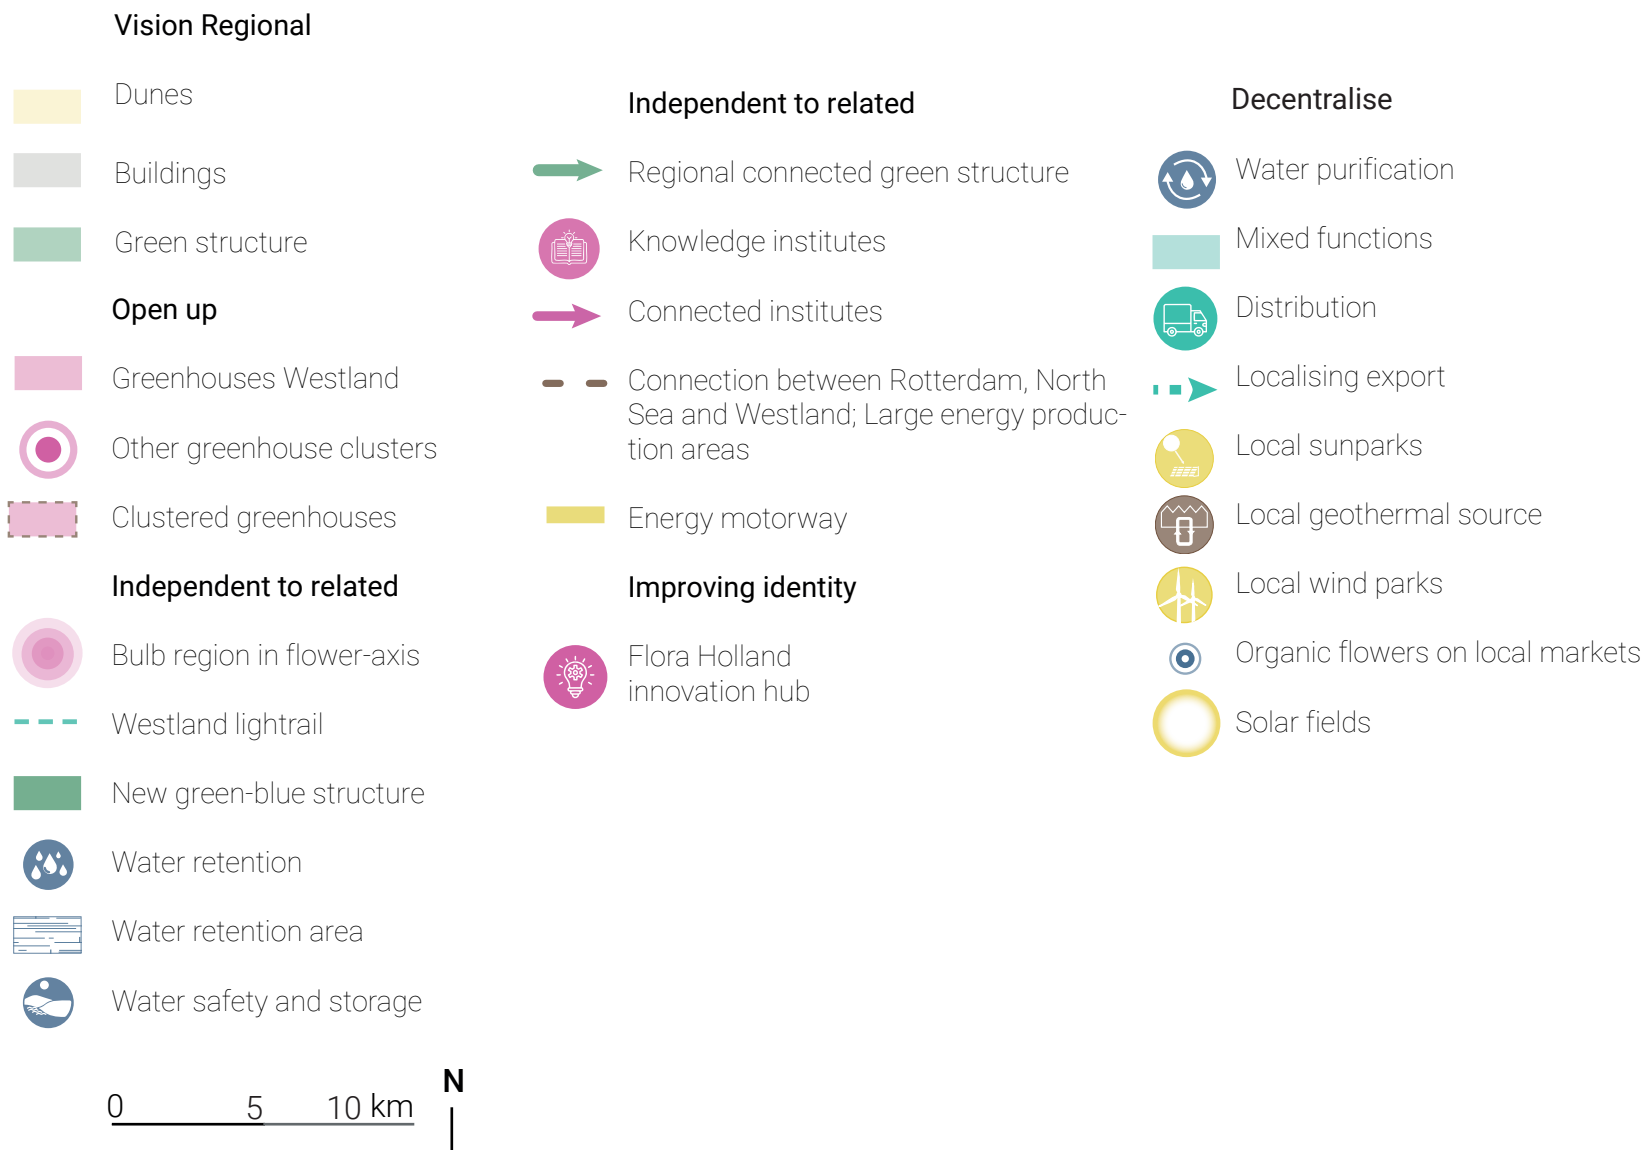 Vision Regional
Dunes
Buildings
Green structure
Open up
Greenhouses Westland
Other greenhouse clusters
Clustered greenhouses
Independent to related
Bulb region in flower-axis
Westland lightrail
New green-blue structure
Water retention
Water retention area
Water safety and storage
0 5 10 km
N
Independent to related
Regional connected green structure
Knowledge institutes
Connected institutes
Connection between Rotterdam, North
Sea and Westland; Large energy produc-
tion areas
Energy motorway
Improving identity
Flora Holland
innovation hub
Decentralise
Water purification
Mixed functions
Distribution
Localising export
Local sunparks
Local geothermal source
Local wind parks
Organic flowers on local markets
Solar fields